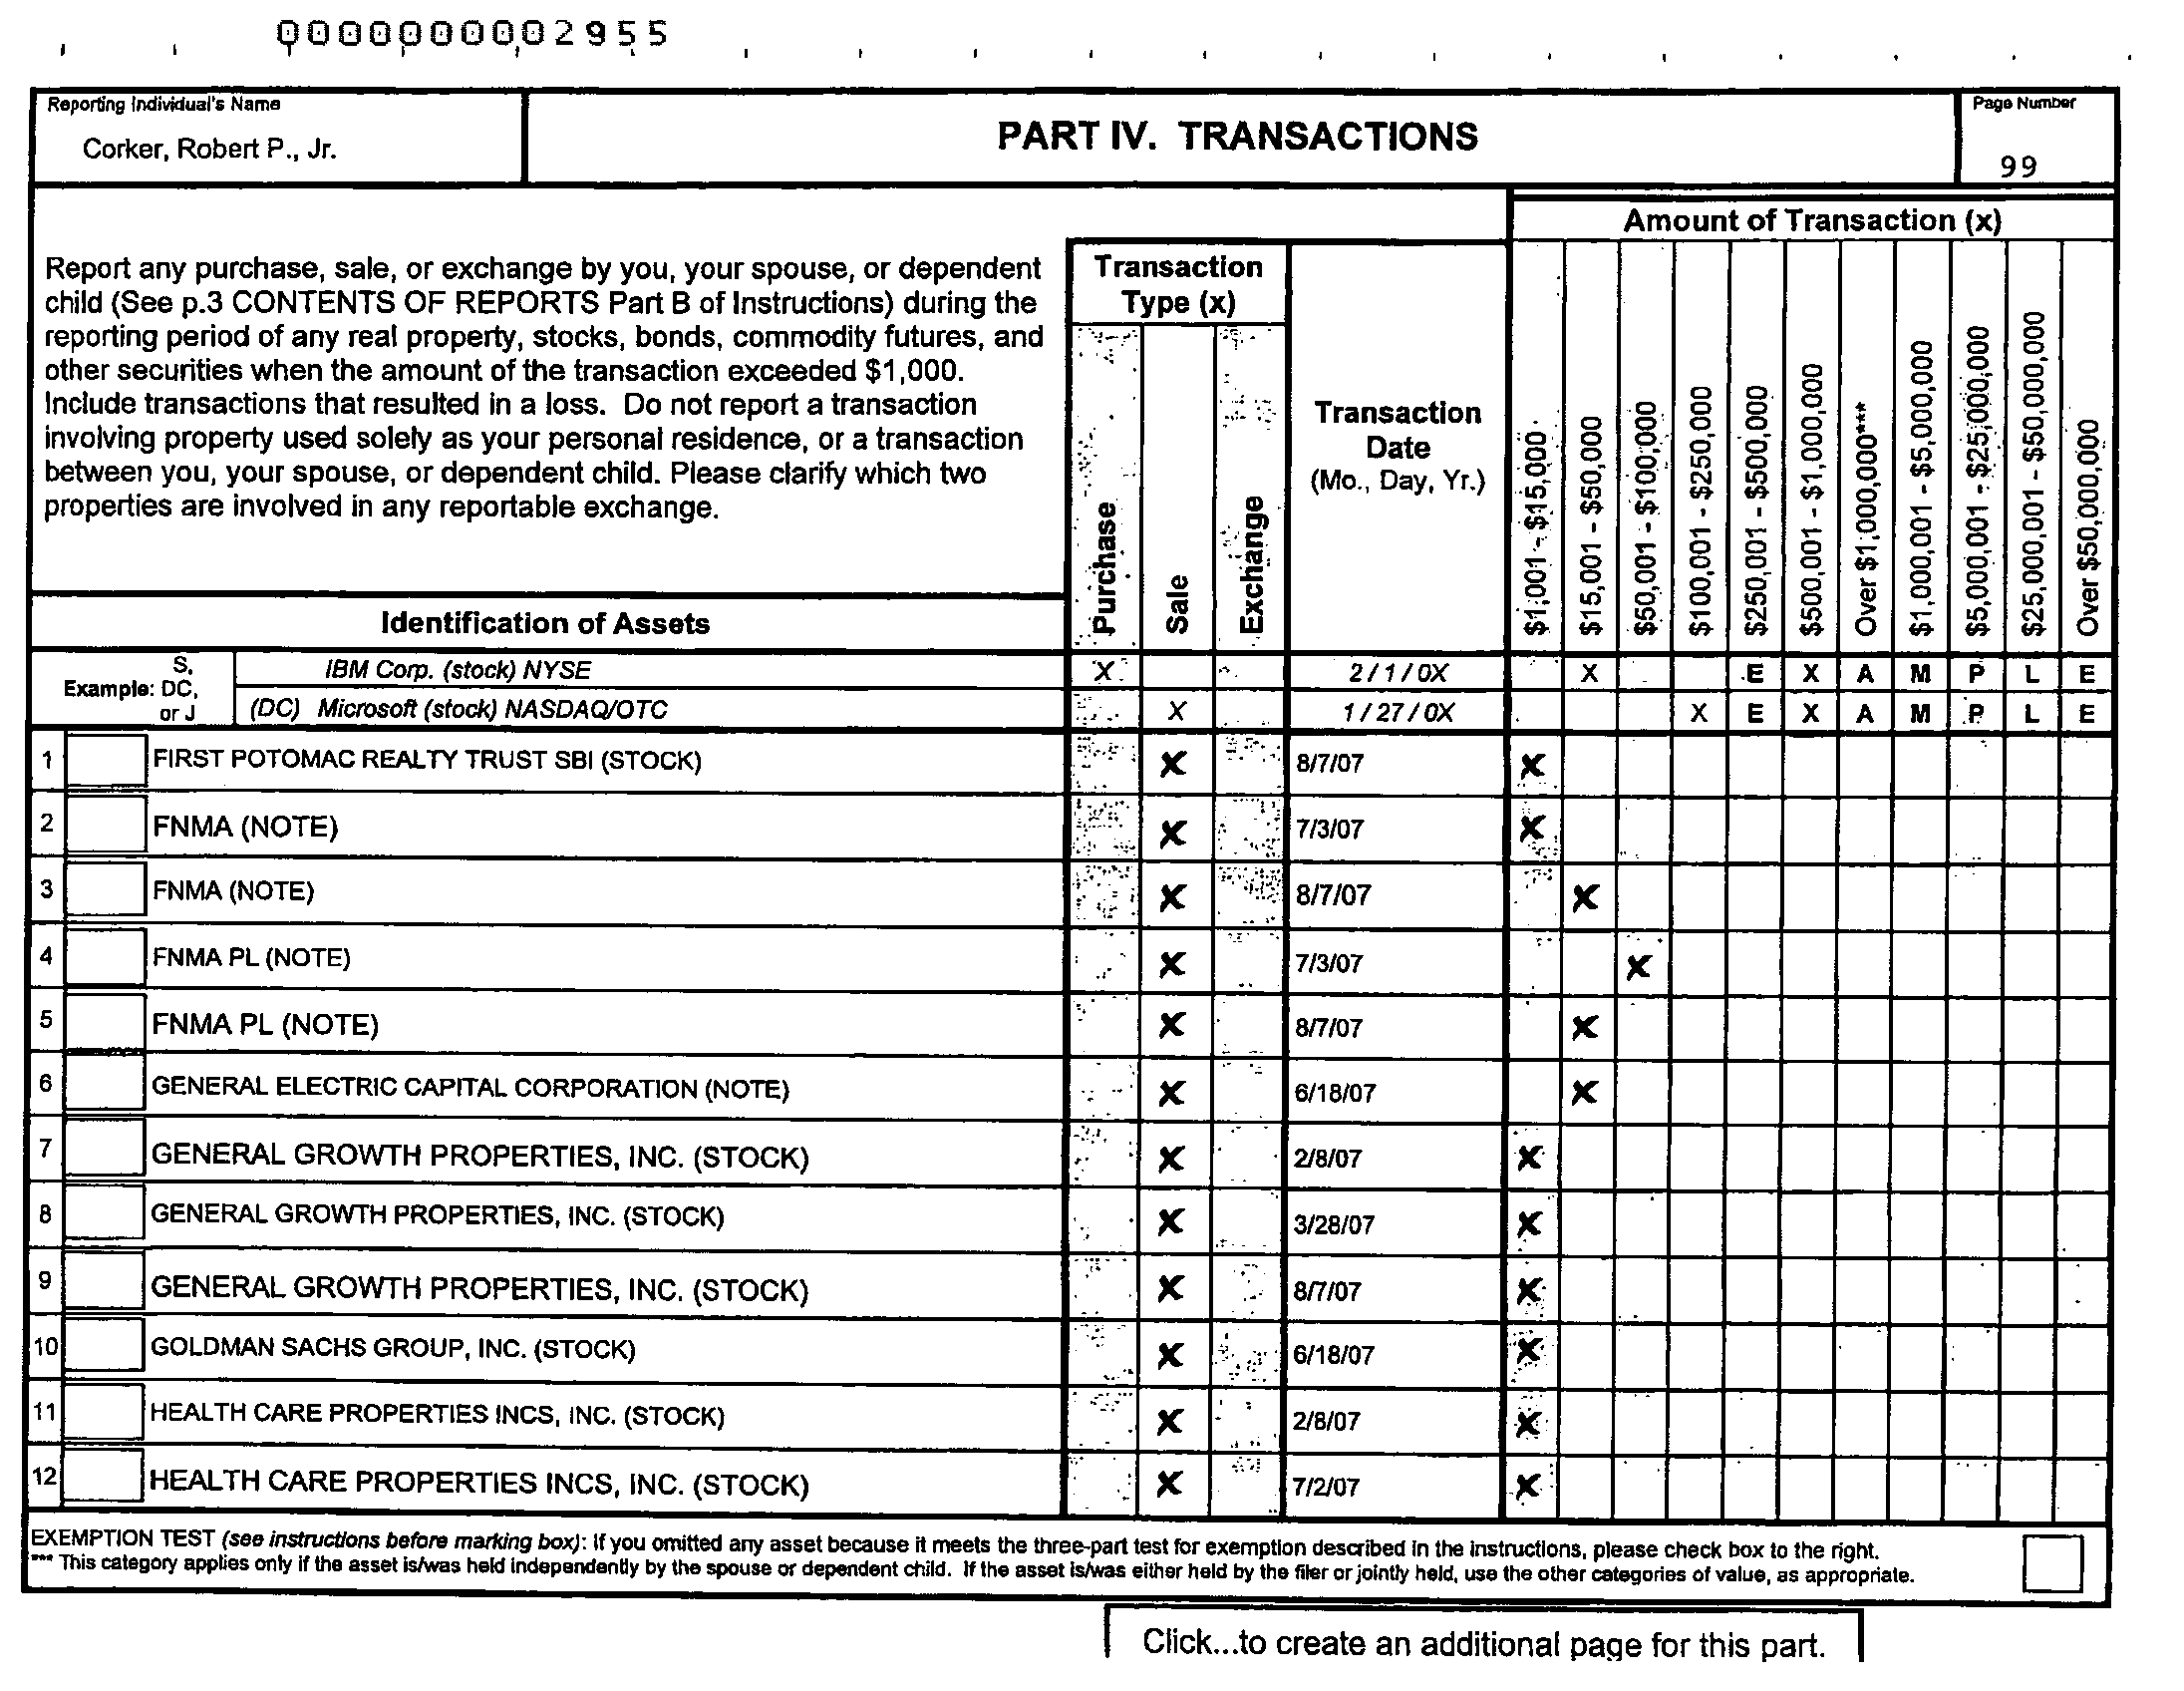 0000000002955
Reporting Individual's Name
Corker, Robert P., Jr.
PART IV. TRANSACTIONS
Page Number
99
Report any purchase, sale, or exchange by you, your spouse, or dependent
child (See p.3 CONTENTS OF REPORTS Part B of Instructions) during the
reporting period of any real property, stocks, bonds, commodity futures, and
other securities when the amount of the transaction exceeded $1,000.
Include transactions that resulted in a loss. Do not report a transaction
involving property used solely as your personal residence, or a transaction
between you, your spouse, or dependent child. Please clarify which two
properties are involved in any reportable exchange.
Identification of Assets
Transaction
Type (x)
Purchase
Sale
Exchange
Transaction
Date
(Mo., Day, Yr.)
Amount of Transaction (x)
$1,001 - $15,000
$15,001 - $50,000
$50,001 - $100,000
$100,001 - $250,000
$250,001 - $500,000
$500,001 - $1,000,000
Over $1,000,000***
$1,000,001 - $5,000,000
$5,000,001 - $25,000,000
$25,000,001 - $50,000,000
Over $50,000,000
Example: S, DC, or J
IBM Corp. (stock) NYSE X 2 / 1 / 0X X E X A M P L E
(DC) Microsoft (stock) NASDAQ/OTC X 1 / 27 / 0X X E X A M P L E
1 FIRST POTOMAC REALTY TRUST SBI (STOCK) X 8/7/07 X
2 FNMA (NOTE) X 7/3/07 X
3 FNMA (NOTE) X 8/7/07 X
4 FNMA PL (NOTE) X 7/3/07 X
5 FNMA PL (NOTE) X 8/7/07 X
6 GENERAL ELECTRIC CAPITAL CORPORATION (NOTE) X 6/18/07 X
7 GENERAL GROWTH PROPERTIES, INC. (STOCK) X 2/8/07 X
8 GENERAL GROWTH PROPERTIES, INC. (STOCK) X 3/28/07 X
9 GENERAL GROWTH PROPERTIES, INC. (STOCK) X 8/7/07 X
10 GOLDMAN SACHS GROUP, INC. (STOCK) X 6/18/07 X
11 HEALTH CARE PROPERTIES INCS, INC. (STOCK) X 2/8/07 X
12 HEALTH CARE PROPERTIES INCS, INC. (STOCK) X 7/2/07 X
EXEMPTION TEST (see instructions before marking box): If you omitted any asset because it meets the three-part test for exemption described in the instructions, please check box to the right.
*** This category applies only if the asset is/was held independently by the spouse or dependent child. If the asset is/was either held by the filer or jointly held, use the other categories of value, as appropriate.
Click...to create an additional page for this part.